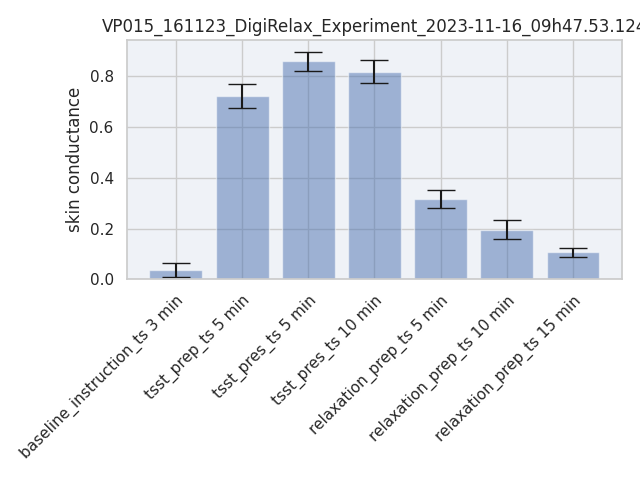 VP015_161123_DigiRelax_Experiment_2023-11-16_09h47.53.124
skin conductance
0.8
0.6
0.4
0.2
0.0
baseline_instruction_ts 3 min
tsst_prep_ts 5 min
tsst_pres_ts 5 min
tsst_pres_ts 10 min
relaxation_prep_ts 5 min
relaxation_prep_ts 10 min
relaxation_prep_ts 15 min